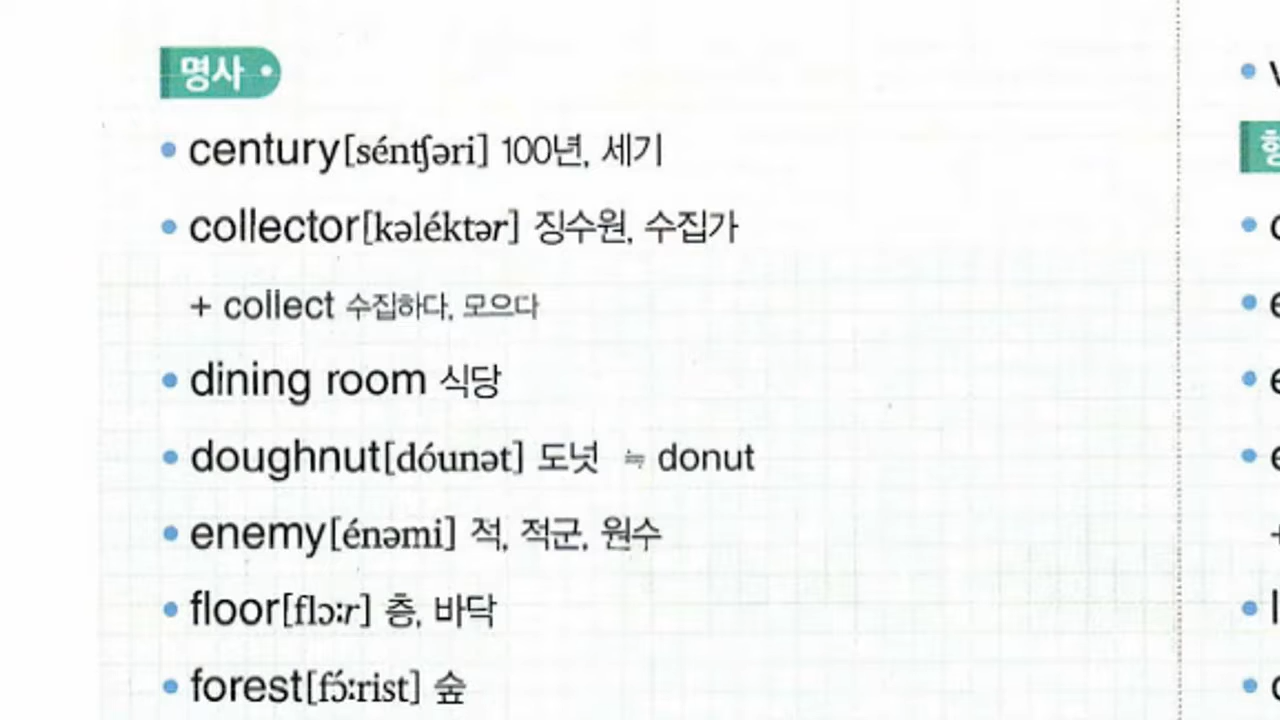 명사
century[séntʃəri] 100년, 세기
collector[kəléktər] 징수원, 수집가
+ collect 수집하다, 모으다
dining room 식당
doughnut[dóunət] 도넛 ≒ donut
enemy[énəmi] 적, 적군, 원수
floor[flɔːr] 층, 바닥
forest[fɔ́ːrist] 숲